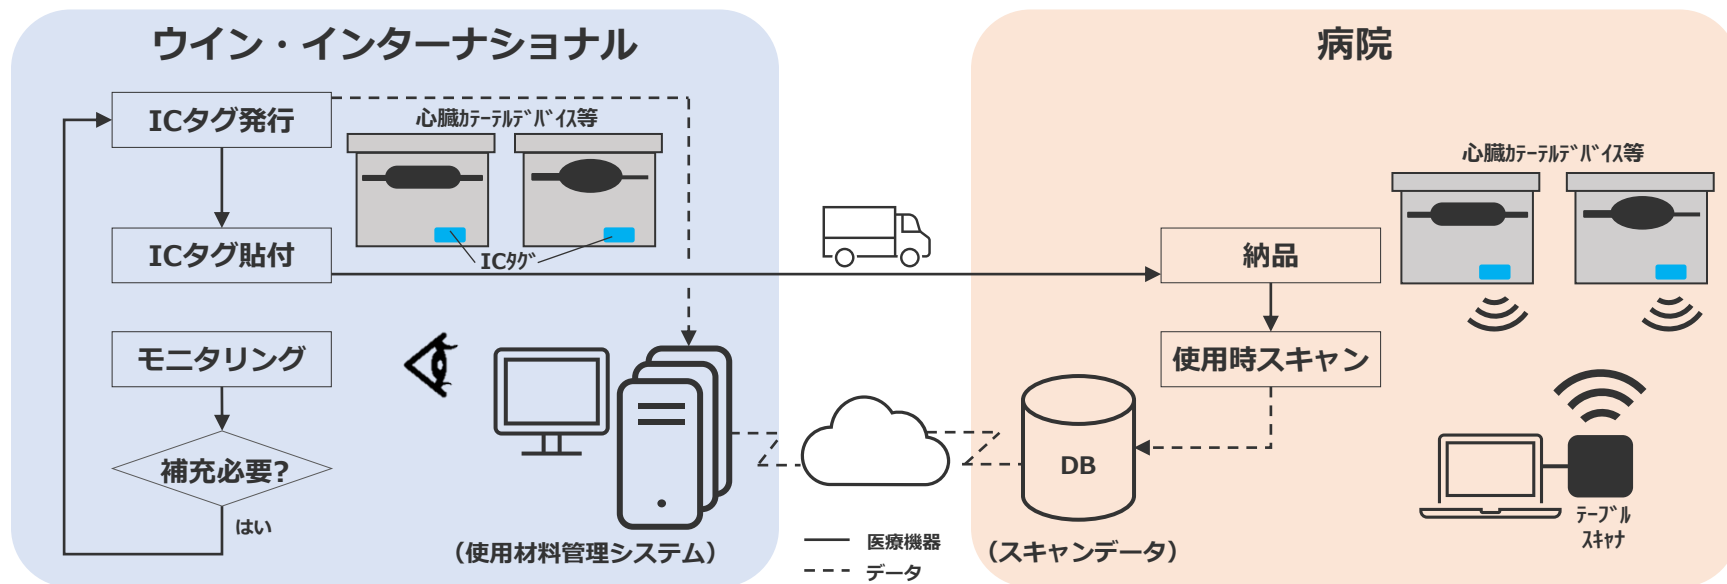 ウイン・インターナショナル
ICタグ発行
心臓ｶﾃｰﾃﾙﾃﾞﾊﾞｲｽ等
ICタグ貼付
ICﾀｸﾞ
モニタリング
補充必要?
はい
（使用材料管理システム）
医療機器
データ
病院
心臓ｶﾃｰﾃﾙﾃﾞﾊﾞｲｽ等
納品
使用時スキャン
DB
（スキャンデータ）
ﾃｰﾌﾞﾙ
ｽｷｬﾅ